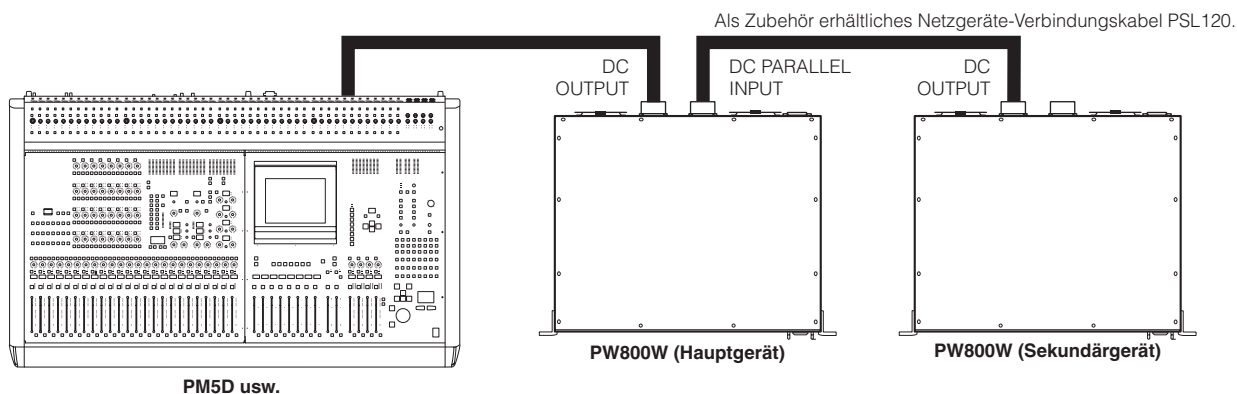 Als Zubehör erhältliches Netzgeräte-Verbindungskabel PSL120.
DC
OUTPUT
DC PARALLEL
INPUT
DC
OUTPUT
PW800W (Hauptgerät)
PW800W (Sekundärgerät)
PM5D usw.